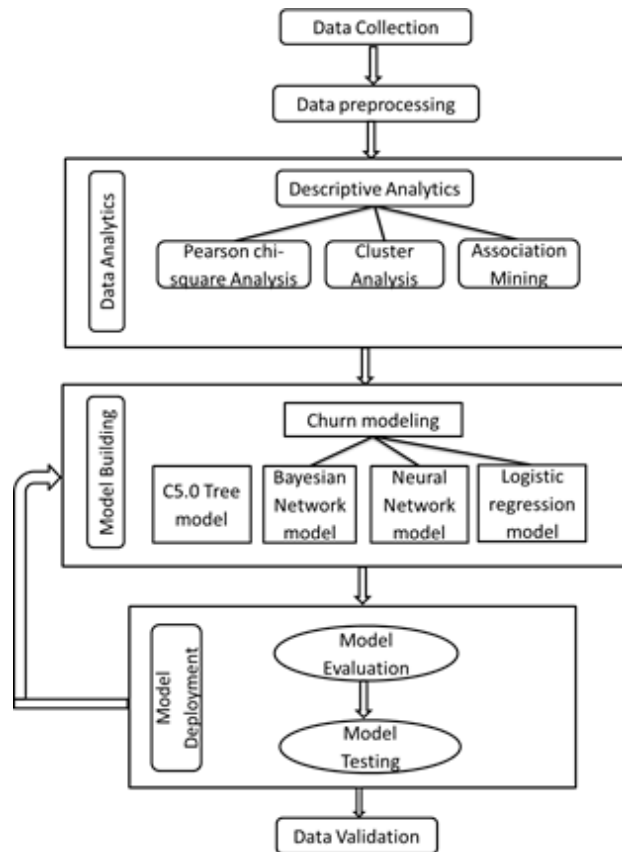 Data Collection
Data preprocessing
Data Analytics
Descriptive Analytics
Pearson chi-
square Analysis
Cluster
Analysis
Association
Mining
Model Building
Churn modeling
C5.0 Tree
model
Bayesian
Network
model
Neural
Network
model
Logistic
regression
model
Model
Deployment
Model
Evaluation
Model
Testing
Data Validation